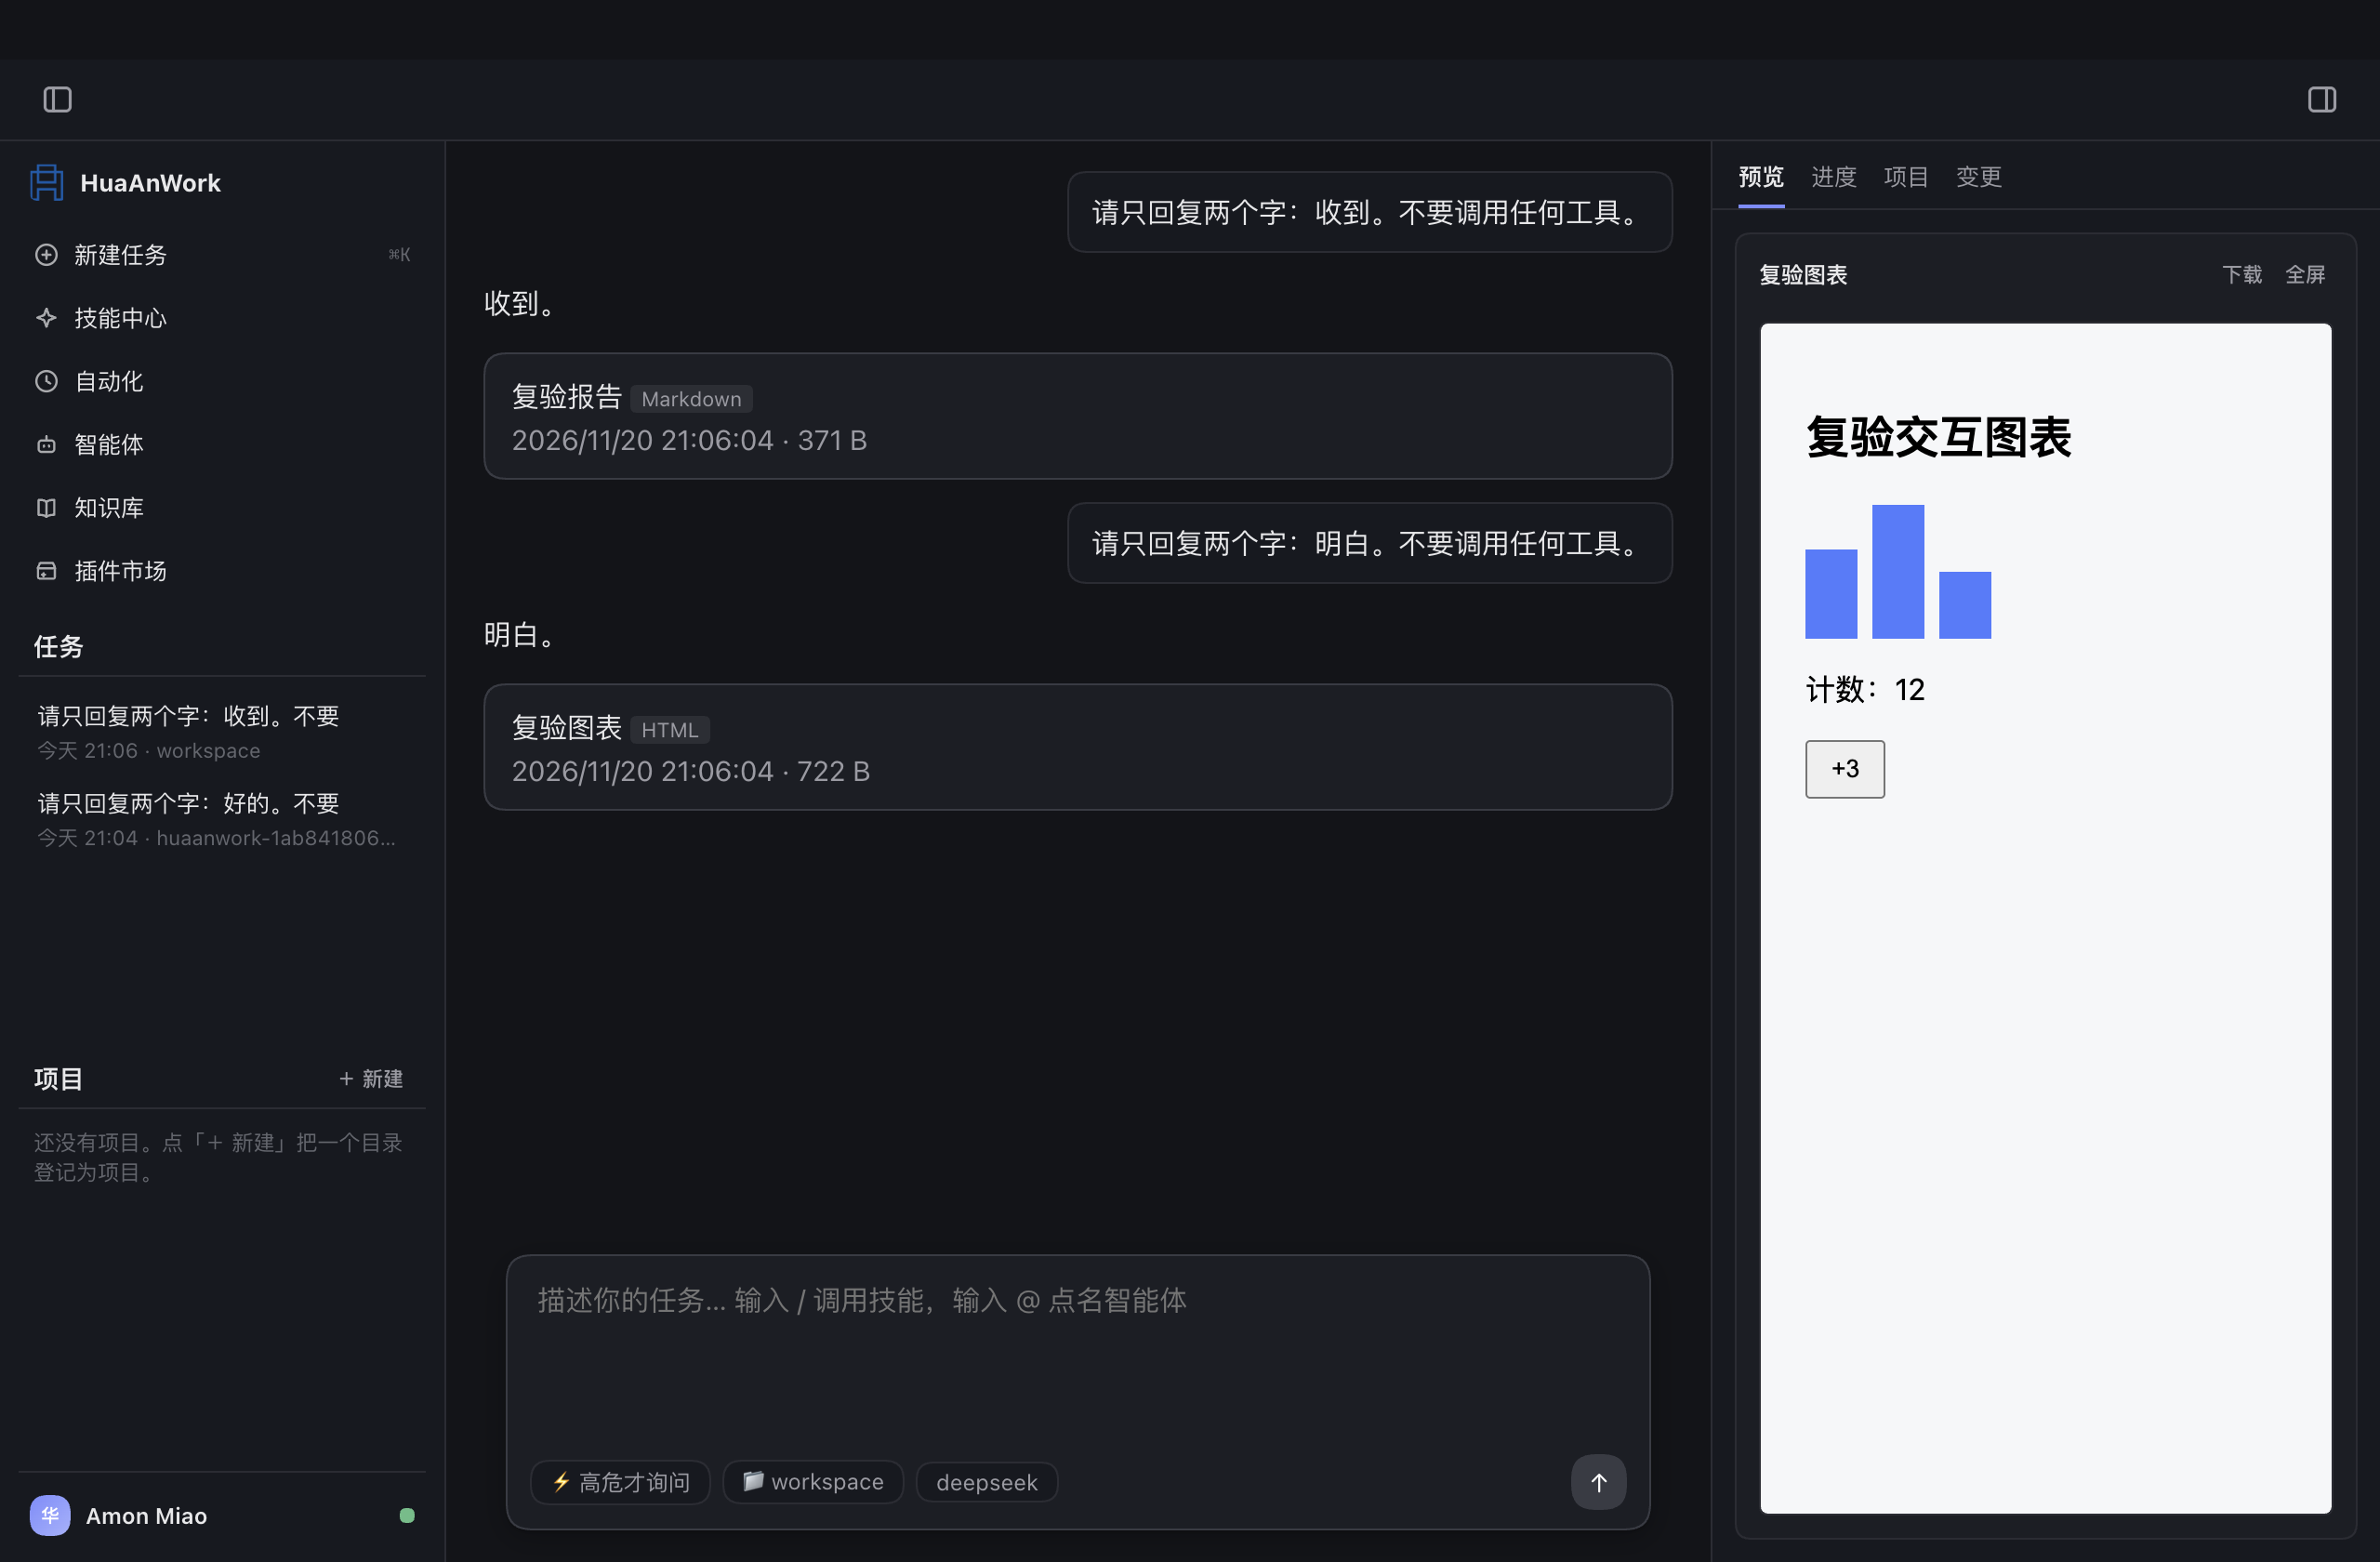 HuaAnWork
新建任务 ⌘K
技能中心
自动化
智能体
知识库
插件市场
任务
请只回复两个字：收到。不要
今天 21:06 · workspace
请只回复两个字：好的。不要
今天 21:04 · huaanwork-1ab841806...
项目
+ 新建
还没有项目。点「+ 新建」把一个目录
登记为项目。
华 Amon Miao
请只回复两个字：收到。不要调用任何工具。
收到。
复验报告 Markdown
2026/11/20 21:06:04 · 371 B
请只回复两个字：明白。不要调用任何工具。
明白。
复验图表 HTML
2026/11/20 21:06:04 · 722 B
描述你的任务... 输入 / 调用技能，输入 @ 点名智能体
⚡ 高危才询问 workspace deepseek
预览 进度 项目 变更
复验图表 下载 全屏
复验交互图表
计数：12
+3